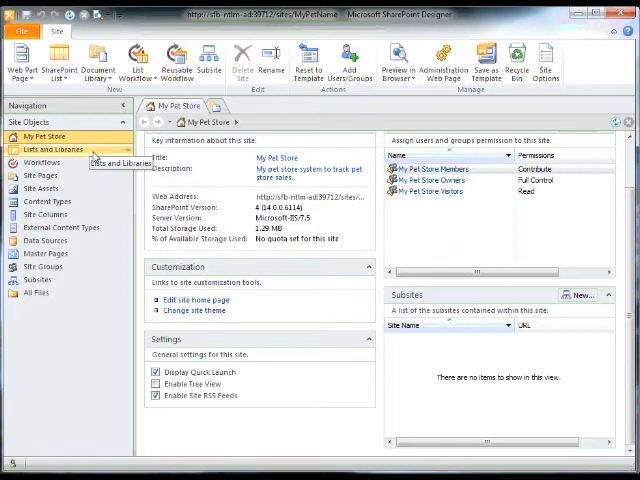 http://sfb-ntlm-ad:39712/sites/MyPetName - Microsoft SharePoint Designer
File Site
Web Part Page
SharePoint List
Document Library
List Workflow
Reusable Workflow
Subsite
Delete Site
Rename
Reset to Template
Add Users/Groups
Preview in Browser
Administration Web Page
Save as Template
Recycle Bin
Site Options
New Edit Actions Manage
Navigation
My Pet Store
Site Objects
My Pet Store
My Pet Store
Lists and Libraries
Lists and Libraries
Workflows
Site Pages
Site Assets
Content Types
Site Columns
External Content Types
Data Sources
Master Pages
Site Groups
Subsites
All Files
Key information about this site.
Title: My Pet Store
Description: My pet store system to track pet store sales.
Web Address: http://sfb-ntlm-ad:39712/sites/...
SharePoint Version: 4 (14.0.0.6114)
Server Version: Microsoft-IIS/7.5
Total Storage Used: 1.29 MB
% of Available Storage Used: No quota set for this site
Customization
Links to site customization tools.
Edit site home page
Change site theme
Settings
General settings for this site.
Display Quick Launch
Enable Tree View
Enable Site RSS Feeds
Assign users and groups permission to this site.
Name Permissions
My Pet Store Members Contribute
My Pet Store Owners Full Control
My Pet Store Visitors Read
Subsites New...
A list of the subsites contained within this site.
Site Name URL
There are no items to show in this view.